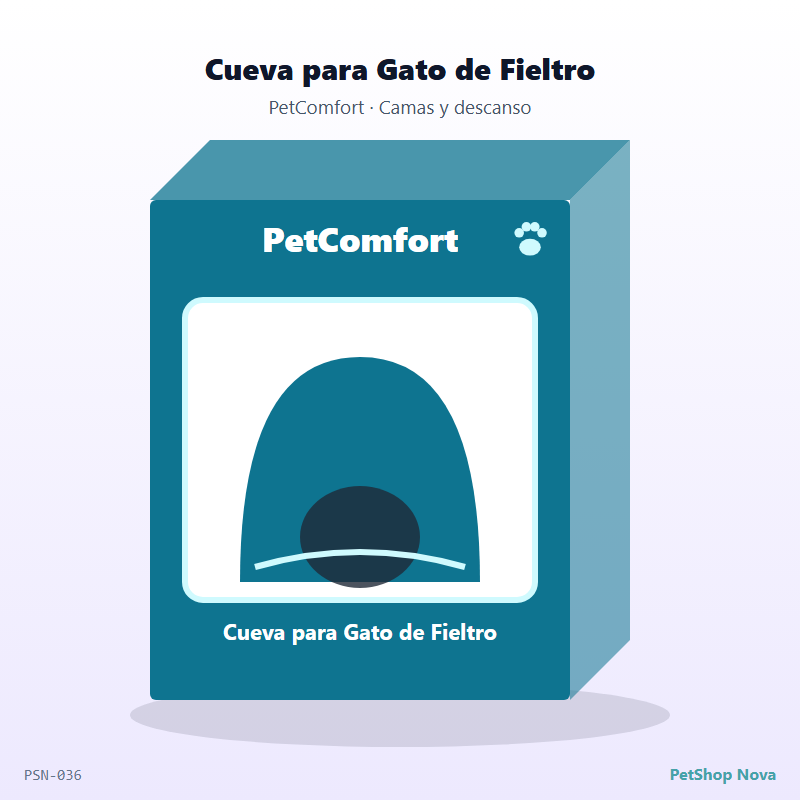 Cueva para Gato de Fieltro
PetComfort · Camas y descanso
PetComfort
Cueva para Gato de Fieltro
PSN-036
PetShop Nova